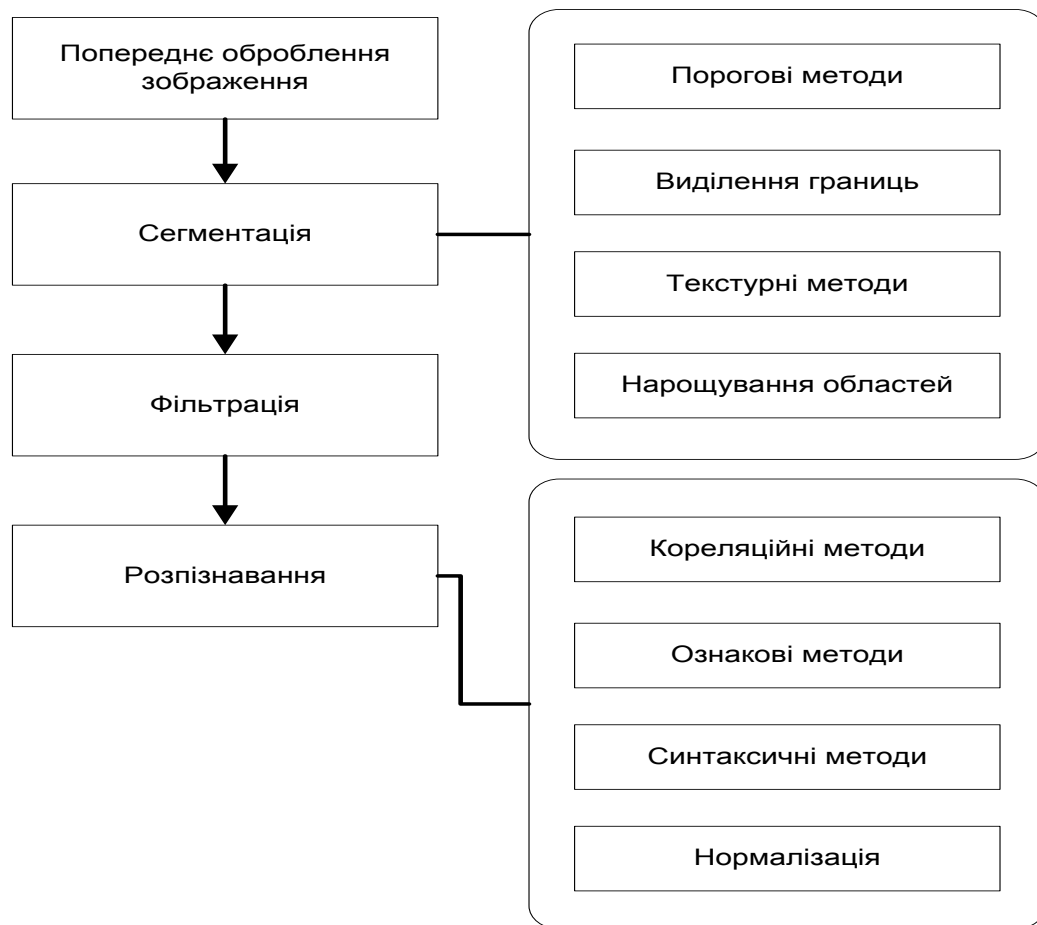 Попереднє оброблення
зображення
Сегментація
Фільтрація
Розпізнавання
Порогові методи
Виділення границь
Текстурні методи
Нарощування областей
Кореляційні методи
Ознакові методи
Синтаксичні методи
Нормалізація